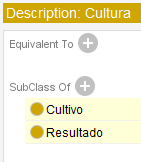 Description: Cultura
Equivalent To
SubClass Of
Cultivo
Resultado